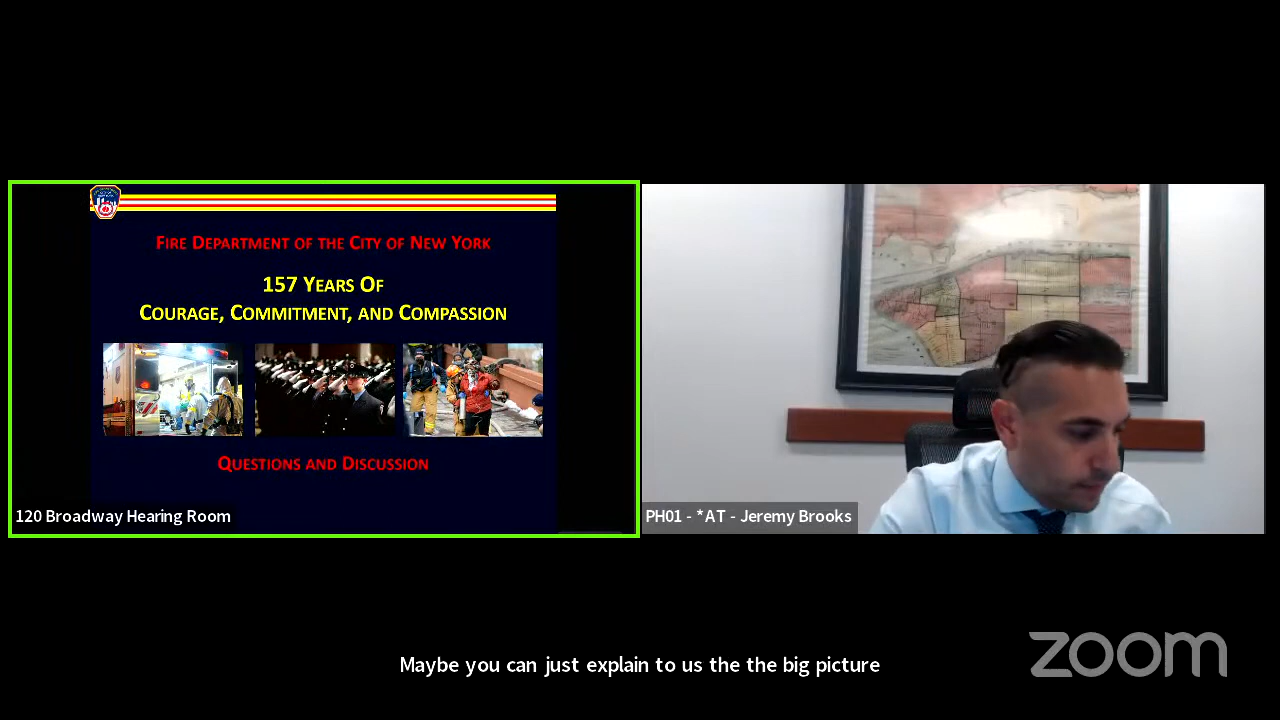 FIRE DEPARTMENT OF THE CITY OF NEW YORK
157 YEARS OF
COURAGE, COMMITMENT, AND COMPASSION
QUESTIONS AND DISCUSSION
120 Broadway Hearing Room
PH01 - *AT - Jeremy Brooks
Maybe you can just explain to us the the big picture
zoom